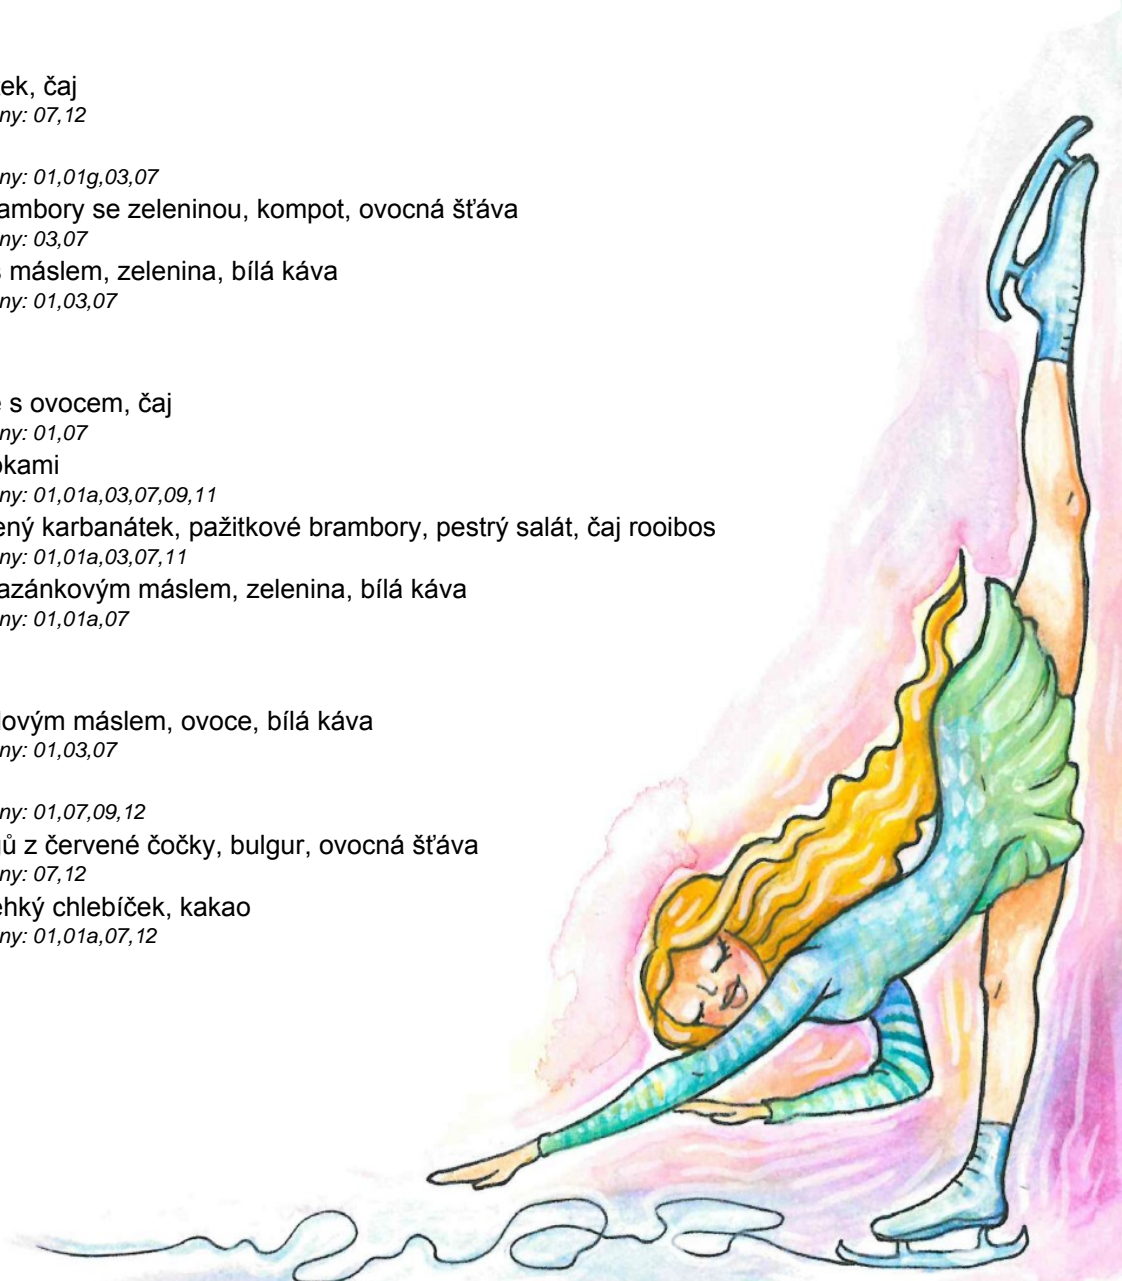 ek, čaj
ny: 07,12
ny: 01,01g,03,07
ambory se zeleninou, kompot, ovocná šťáva
ny: 03,07
s máslem, zelenina, bílá káva
ny: 01,03,07
e s ovocem, čaj
ny: 01,07
pkami
ny: 01,01a,03,07,09,11
ený karbanátek, pažitkové brambory, pestrý salát, čaj rooibos
ny: 01,01a,03,07,11
azánkovým máslem, zelenina, bílá káva
ny: 01,01a,07
lovým máslem, ovoce, bílá káva
ny: 01,03,07
ny: 01,07,09,12
gů z červené čočky, bulgur, ovocná šťáva
ny: 07,12
ehký chlebíček, kakao
ny: 01,01a,07,12